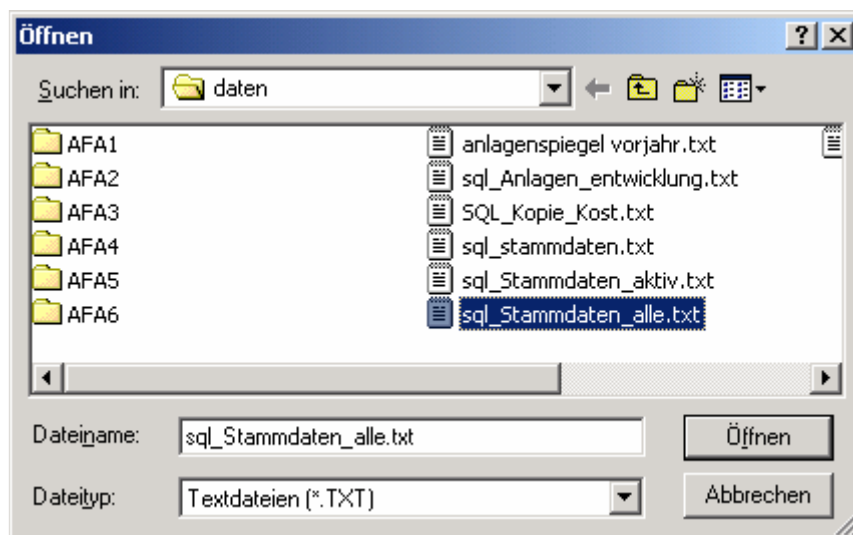 Öffnen
Suchen in: daten
AFA1
AFA2
AFA3
AFA4
AFA5
AFA6
anlagenspiegel vorjahr.txt
sql_Anlagen_entwicklung.txt
SQL_Kopie_Kost.txt
sql_stammdaten.txt
sql_Stammdaten_aktiv.txt
sql_Stammdaten_alle.txt
Dateiname: sql_Stammdaten_alle.txt Öffnen
Dateityp: Textdateien (*.TXT) Abbrechen